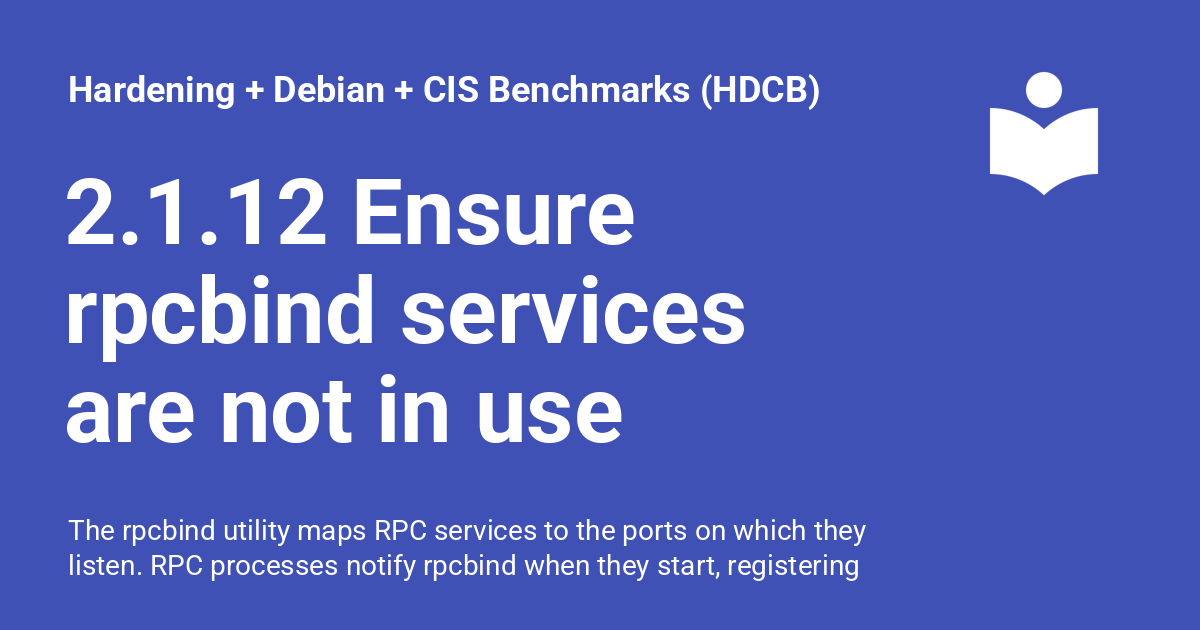 Hardening + Debian + CIS Benchmarks (HDCB)
2.1.12 Ensure
rpcbind services
are not in use
The rpcbind utility maps RPC services to the ports on which they
listen. RPC processes notify rpcbind when they start, registering